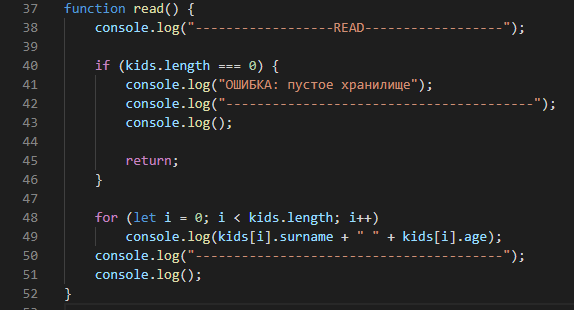 37 function read() {
38 console.log("------------------READ------------------");
39
40 if (kids.length === 0) {
41 console.log("ОШИБКА: пустое хранилище");
42 console.log("----------------------------------------");
43 console.log();
44
45 return;
46 }
47
48 for (let i = 0; i < kids.length; i++)
49 console.log(kids[i].surname + " " + kids[i].age);
50 console.log("----------------------------------------");
51 console.log();
52 }